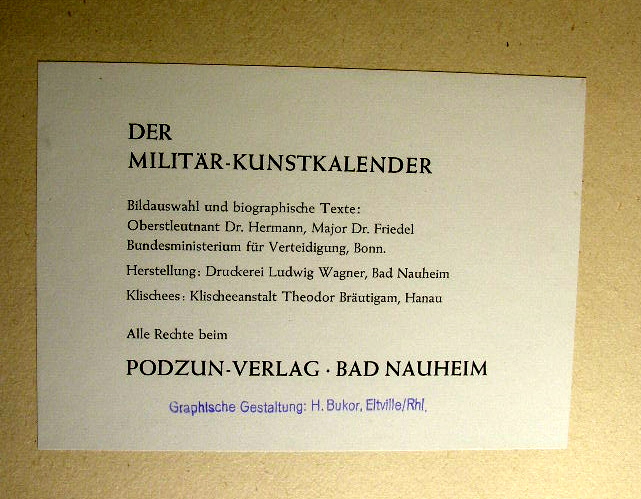 DER
MILITÄR-KUNSTKALENDER
Bildauswahl und biographische Texte:
Oberstleutnant Dr. Hermann, Major Dr. Friedel
Bundesministerium für Verteidigung, Bonn.
Herstellung: Druckerei Ludwig Wagner, Bad Nauheim
Klischees: Klischeeanstalt Theodor Bräutigam, Hanau
Alle Rechte beim
PODZUN-VERLAG · BAD NAUHEIM
Graphische Gestaltung: H. Bukor, Eltville/Rhl.